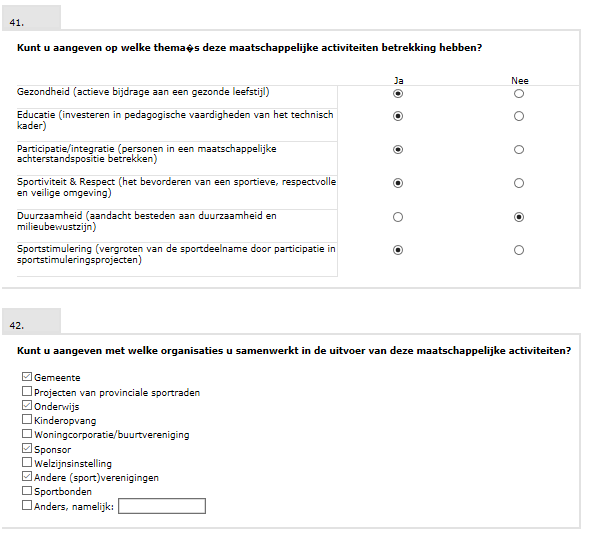 41.
Kunt u aangeven op welke thema�s deze maatschappelijke activiteiten betrekking hebben?
Ja Nee
Gezondheid (actieve bijdrage aan een gezonde leefstijl)
Educatie (investeren in pedagogische vaardigheden van het technisch
kader)
Participatie/integratie (personen in een maatschappelijke
achterstandspositie betrekken)
Sportiviteit & Respect (het bevorderen van een sportieve, respectvolle
en veilige omgeving)
Duurzaamheid (aandacht besteden aan duurzaamheid en
milieubewustzijn)
Sportstimulering (vergroten van de sportdeelname door participatie in
sportstimuleringsprojecten)
42.
Kunt u aangeven met welke organisaties u samenwerkt in de uitvoer van deze maatschappelijke activiteiten?
Gemeente
Projecten van provinciale sportraden
Onderwijs
Kinderopvang
Woningcorporatie/buurtvereniging
Sponsor
Welzijnsinstelling
Andere (sport)verenigingen
Sportbonden
Anders, namelijk: